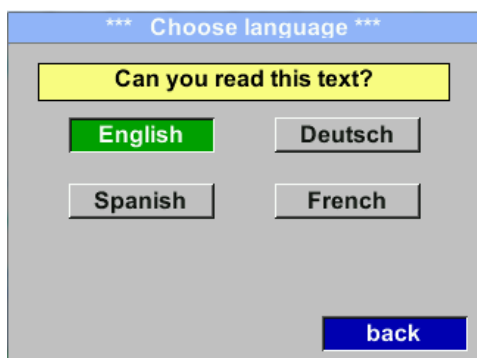 *** Choose language ***
Can you read this text?
English Deutsch
Spanish French
back